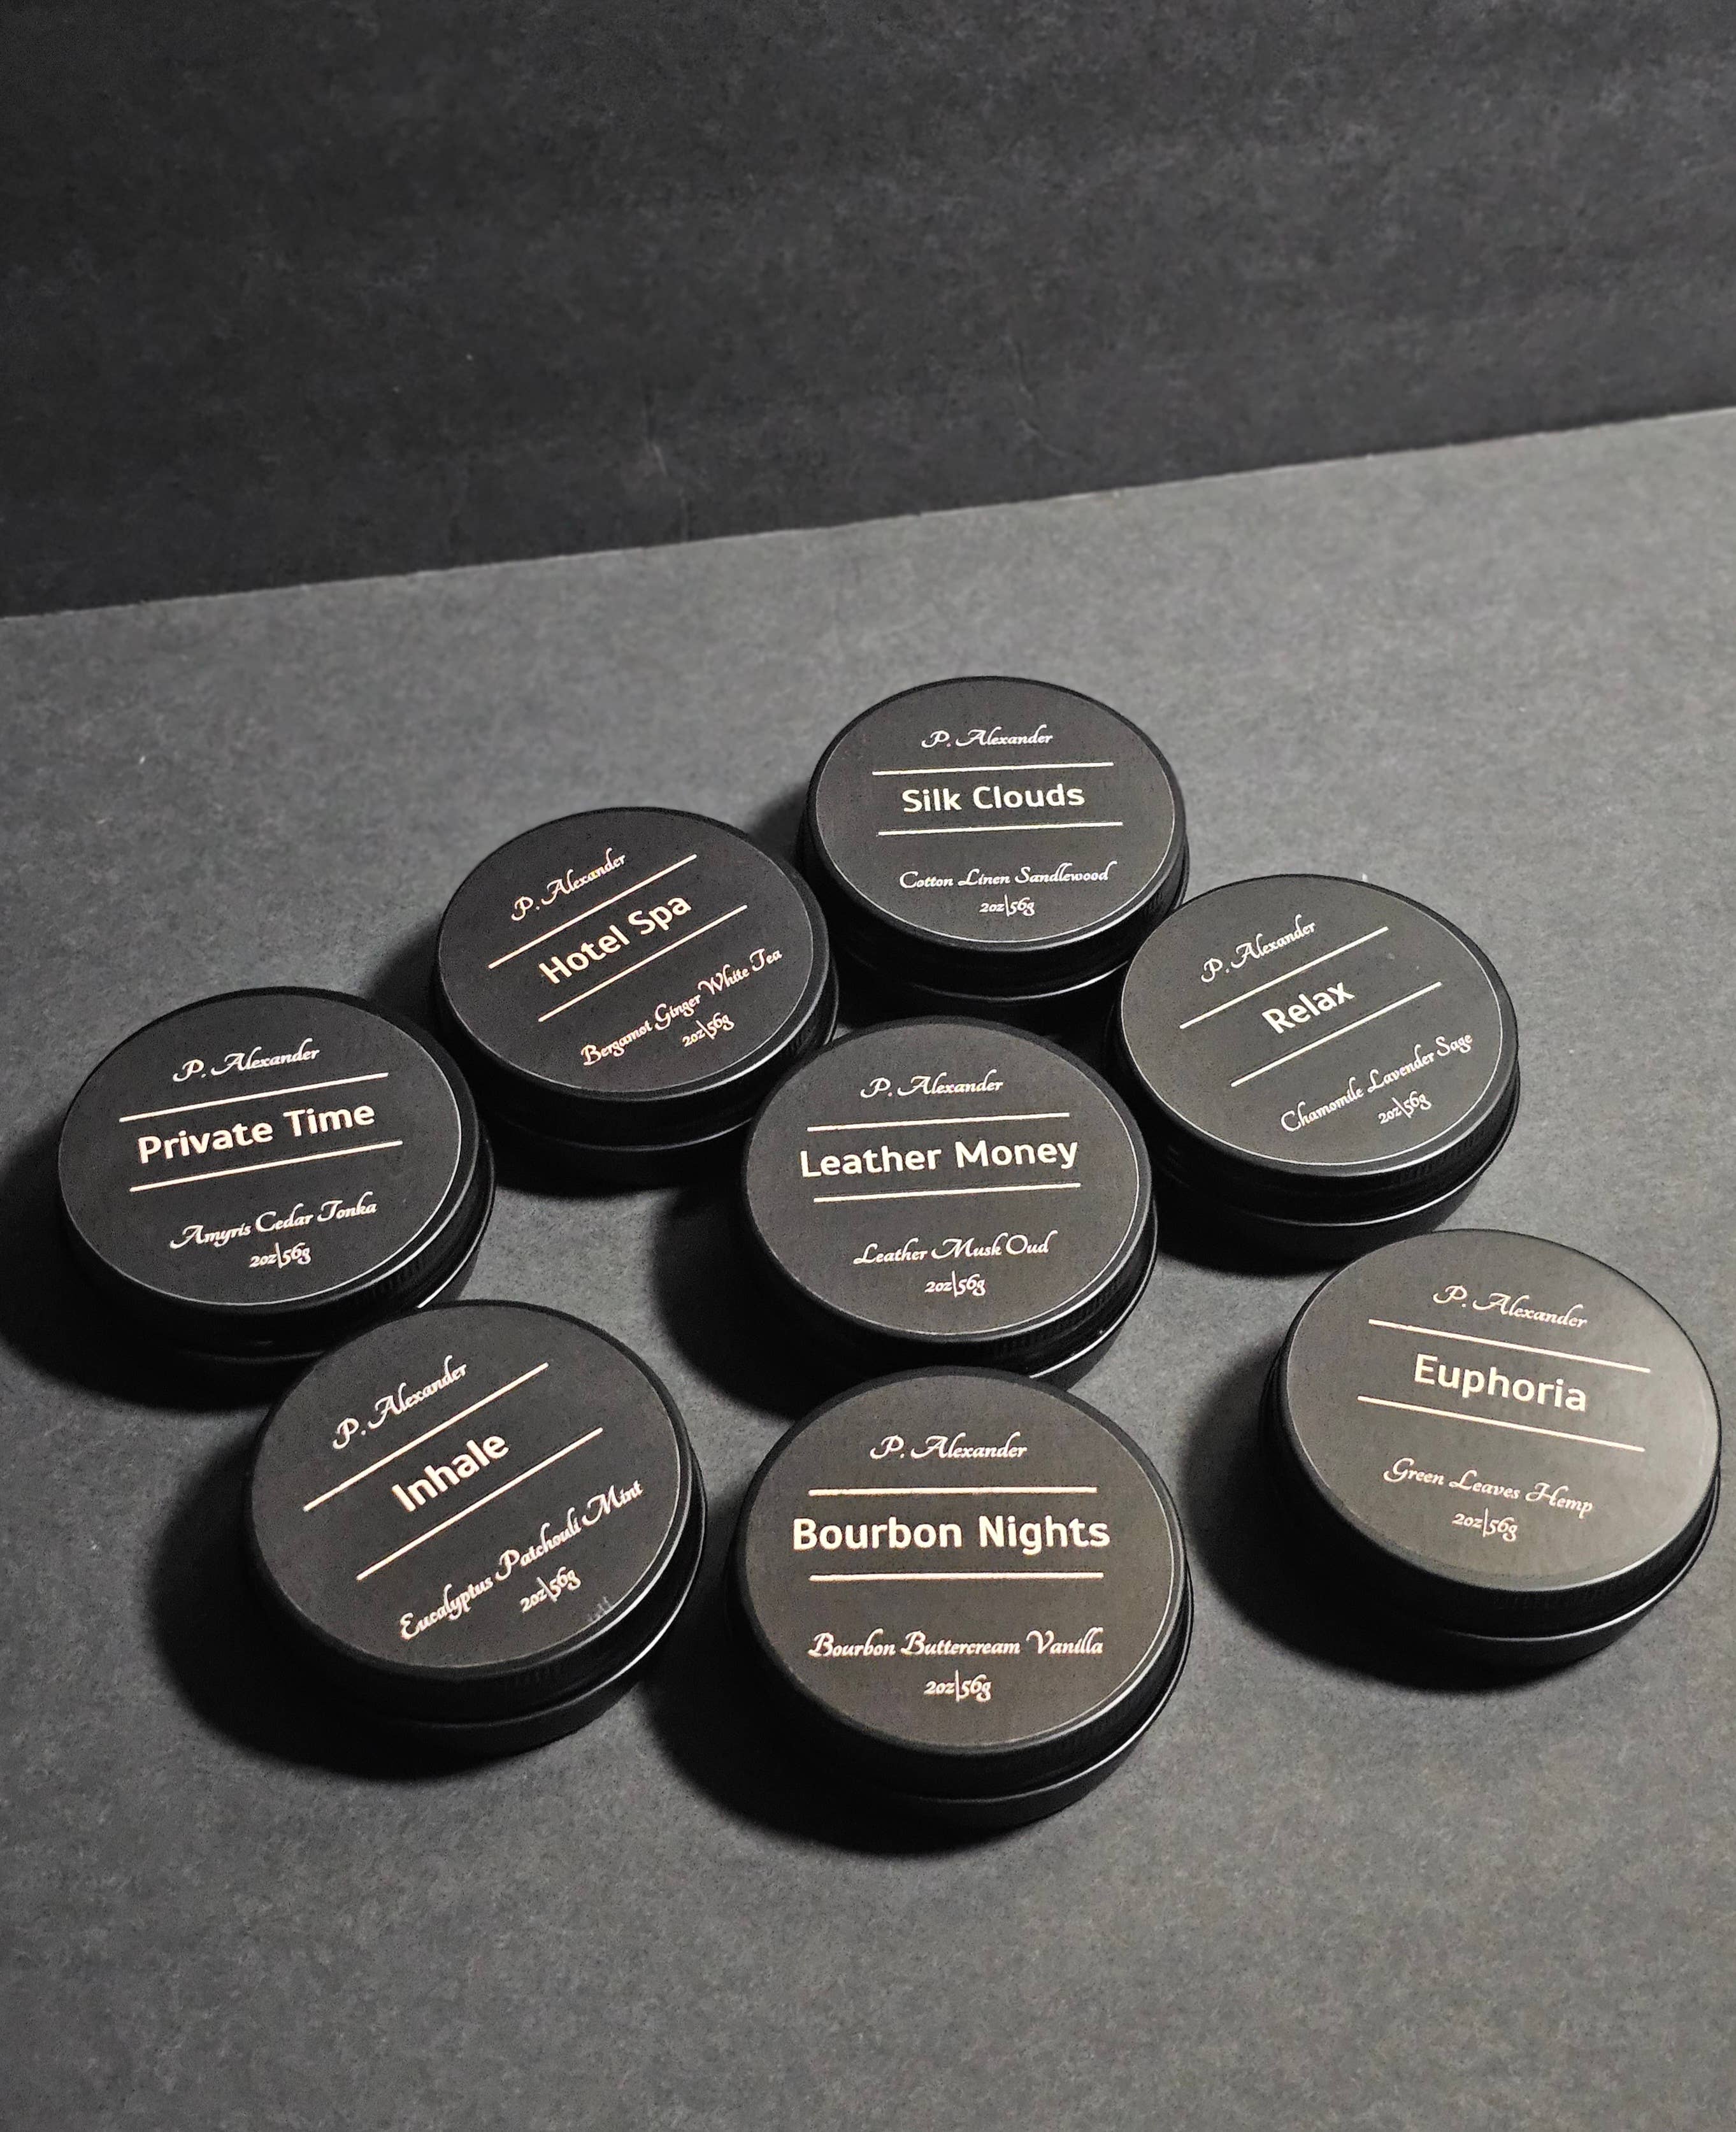 P. Alexander
Silk Clouds
Cotton Linen Sandlewood
2oz|56g
P. Alexander
Hotel Spa
Bergamot Ginger White Tea
2oz|56g
P. Alexander
Relax
Chamomile Lavender Sage
2oz|56g
P. Alexander
Private Time
Amyris Cedar Tonka
2oz|56g
P. Alexander
Leather Money
Leather Musk Oud
2oz|56g
P. Alexander
Euphoria
Green Leaves Hemp
2oz|56g
P. Alexander
Inhale
Eucalyptus Patchouli Mint
2oz|56g
P. Alexander
Bourbon Nights
Bourbon Buttercream Vanilla
2oz|56g